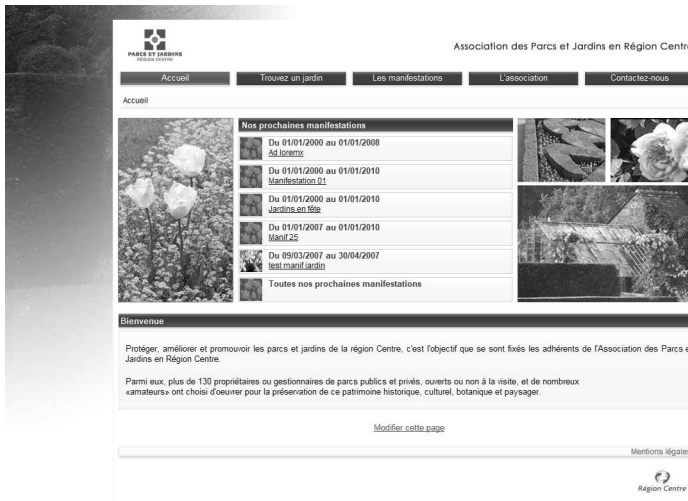 PARCS ET JARDINS
RÉGION CENTRE
Association des Parcs et Jardins en Région Centre
Accueil
Trouvez un jardin
Les manifestations
L'association
Contactez-nous
Accueil
Nos prochaines manifestations
Du 01/01/2000 au 01/01/2008
Ad loremx
Du 01/01/2000 au 01/01/2010
Manifestation 01
Du 01/01/2000 au 01/01/2010
Jardins en fête
Du 01/01/2000 au 01/01/2010
Manif 25
Du 09/03/2007 au 30/04/2007
test manif jardin
Toutes nos prochaines manifestations
Bienvenue
Protéger, améliorer et promouvoir les parcs et jardins de la région Centre, c'est l'objectif que se sont fixés les adhérents de l'Association des Parcs e
Jardins en Région Centre.
Parmi eux, plus de 130 propriétaires ou gestionnaires de parcs publics et privés, ouverts ou non à la visite, et de nombreux
«amateurs» ont choisi d'oeuvrer pour la préservation de ce patrimoine historique, culturel, botanique et paysager.
Modifier cette page
Mentions légales
Région Centre